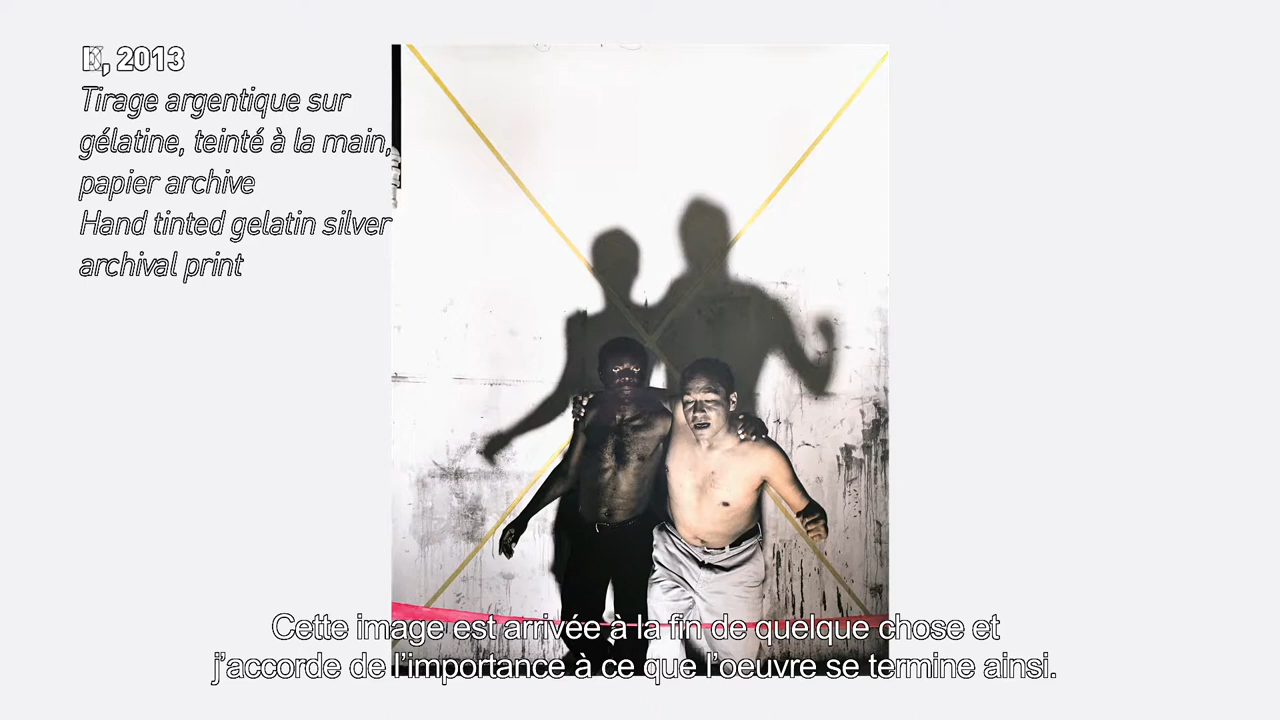 , 2013
Tirage argentique sur
gélatine, teinté à la main,
papier archive
Hand tinted gelatin silver
archival print
Cette image est arrivée à la fin de quelque chose et
j’accorde de l’importance à ce que l’oeuvre se termine ainsi.